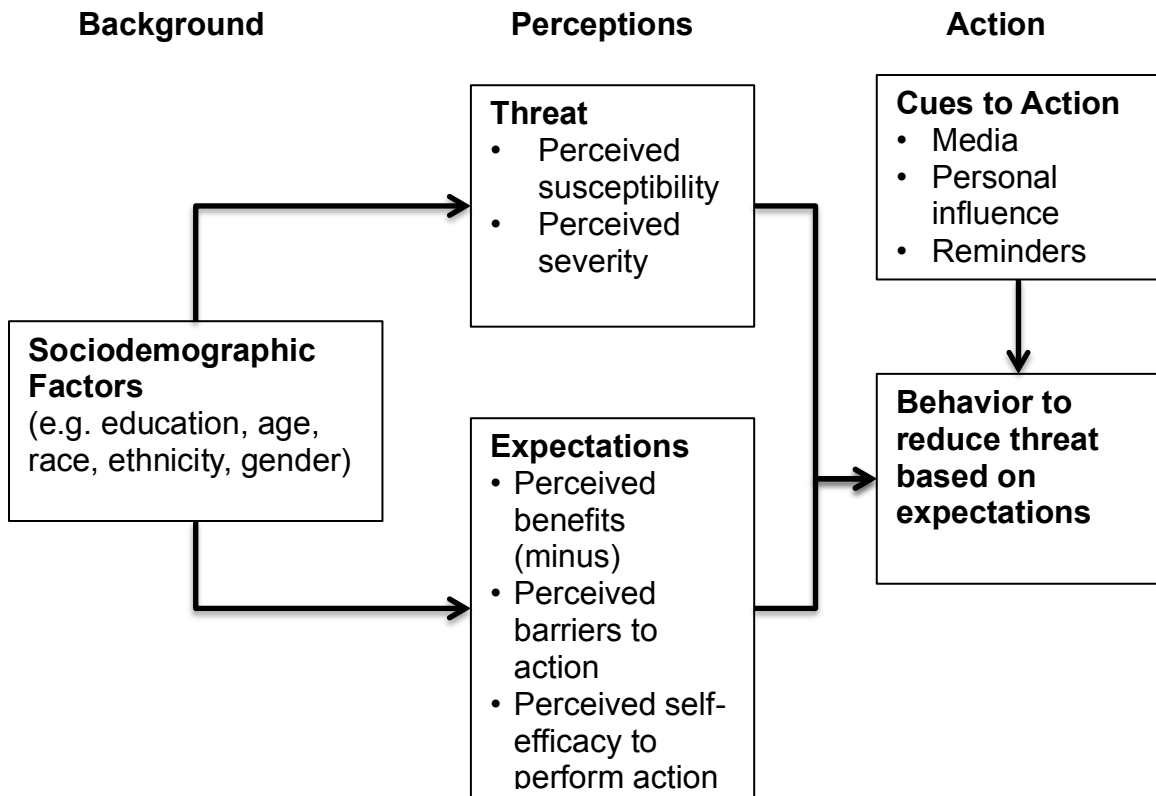 Background
Perceptions
Action
Threat
• Perceived
susceptibility
• Perceived
severity
Cues to Action
• Media
• Personal
influence
• Reminders
Sociodemographic
Factors
(e.g. education, age,
race, ethnicity, gender)
Expectations
• Perceived
benefits
(minus)
• Perceived
barriers to
action
• Perceived self-
efficacy to
perform action
Behavior to
reduce threat
based on
expectations